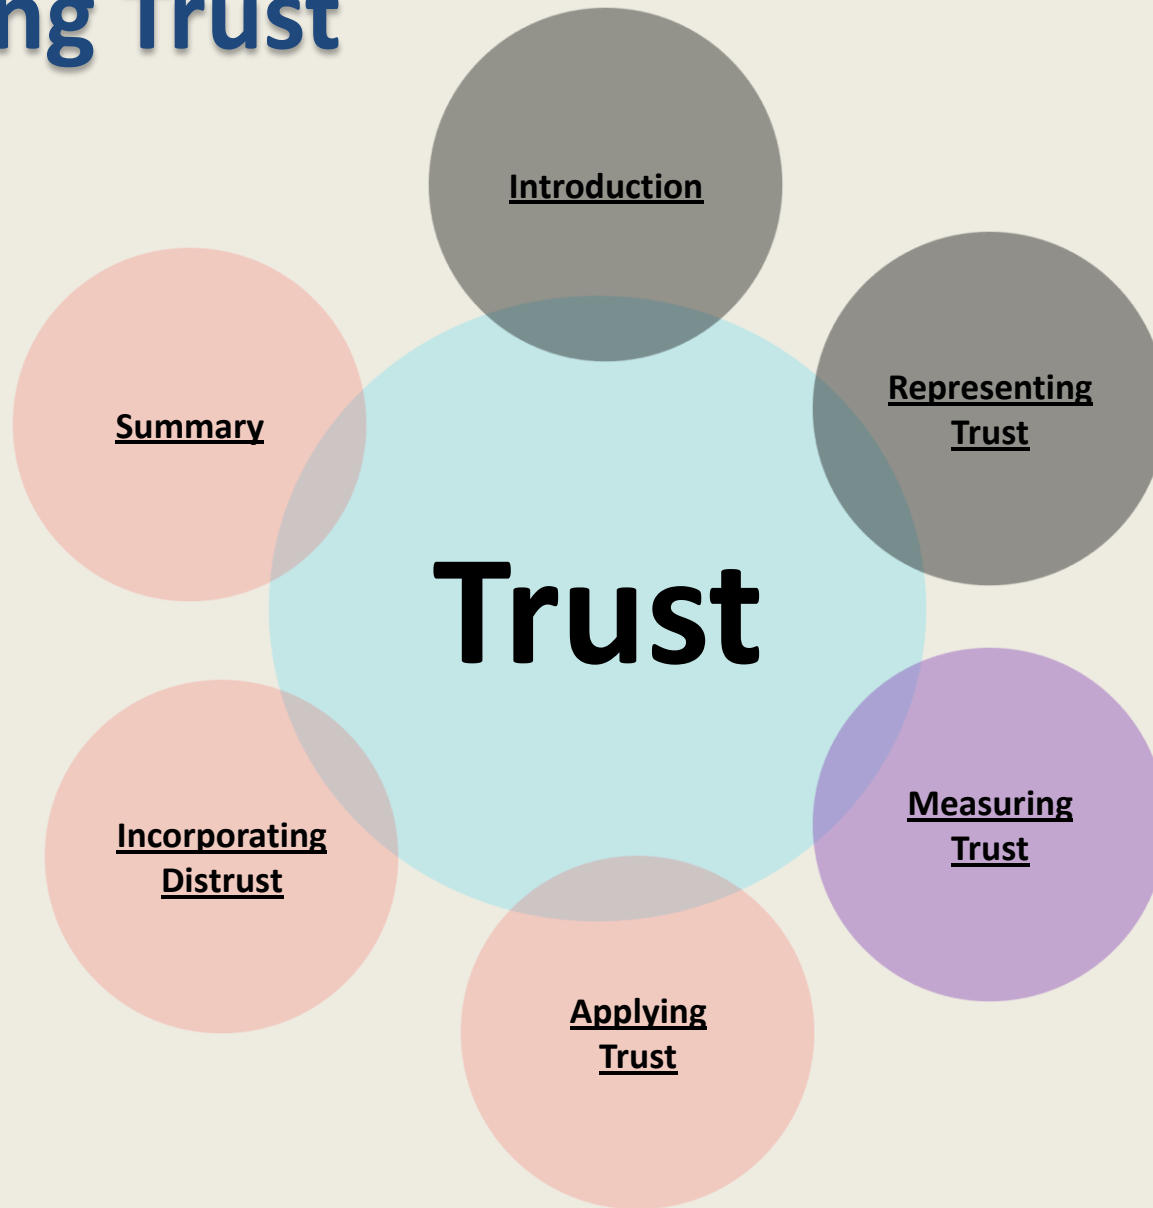 ng Trust
Introduction
Representing
Trust
Summary
Trust
Measuring
Trust
Incorporating
Distrust
Applying
Trust